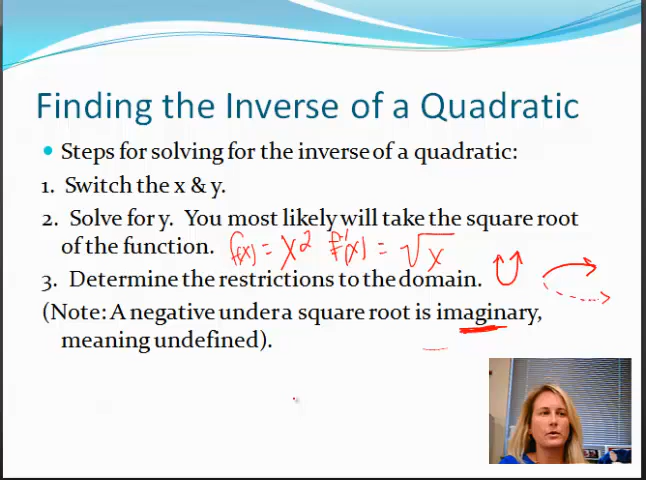 Finding the Inverse of a Quadratic
Steps for solving for the inverse of a quadratic:
1. Switch the x & y.
2. Solve for y. You most likely will take the square root
of the function. f(x) = x² f⁻¹(x) = √x
3. Determine the restrictions to the domain.
(Note: A negative under a square root is imaginary,
meaning undefined).